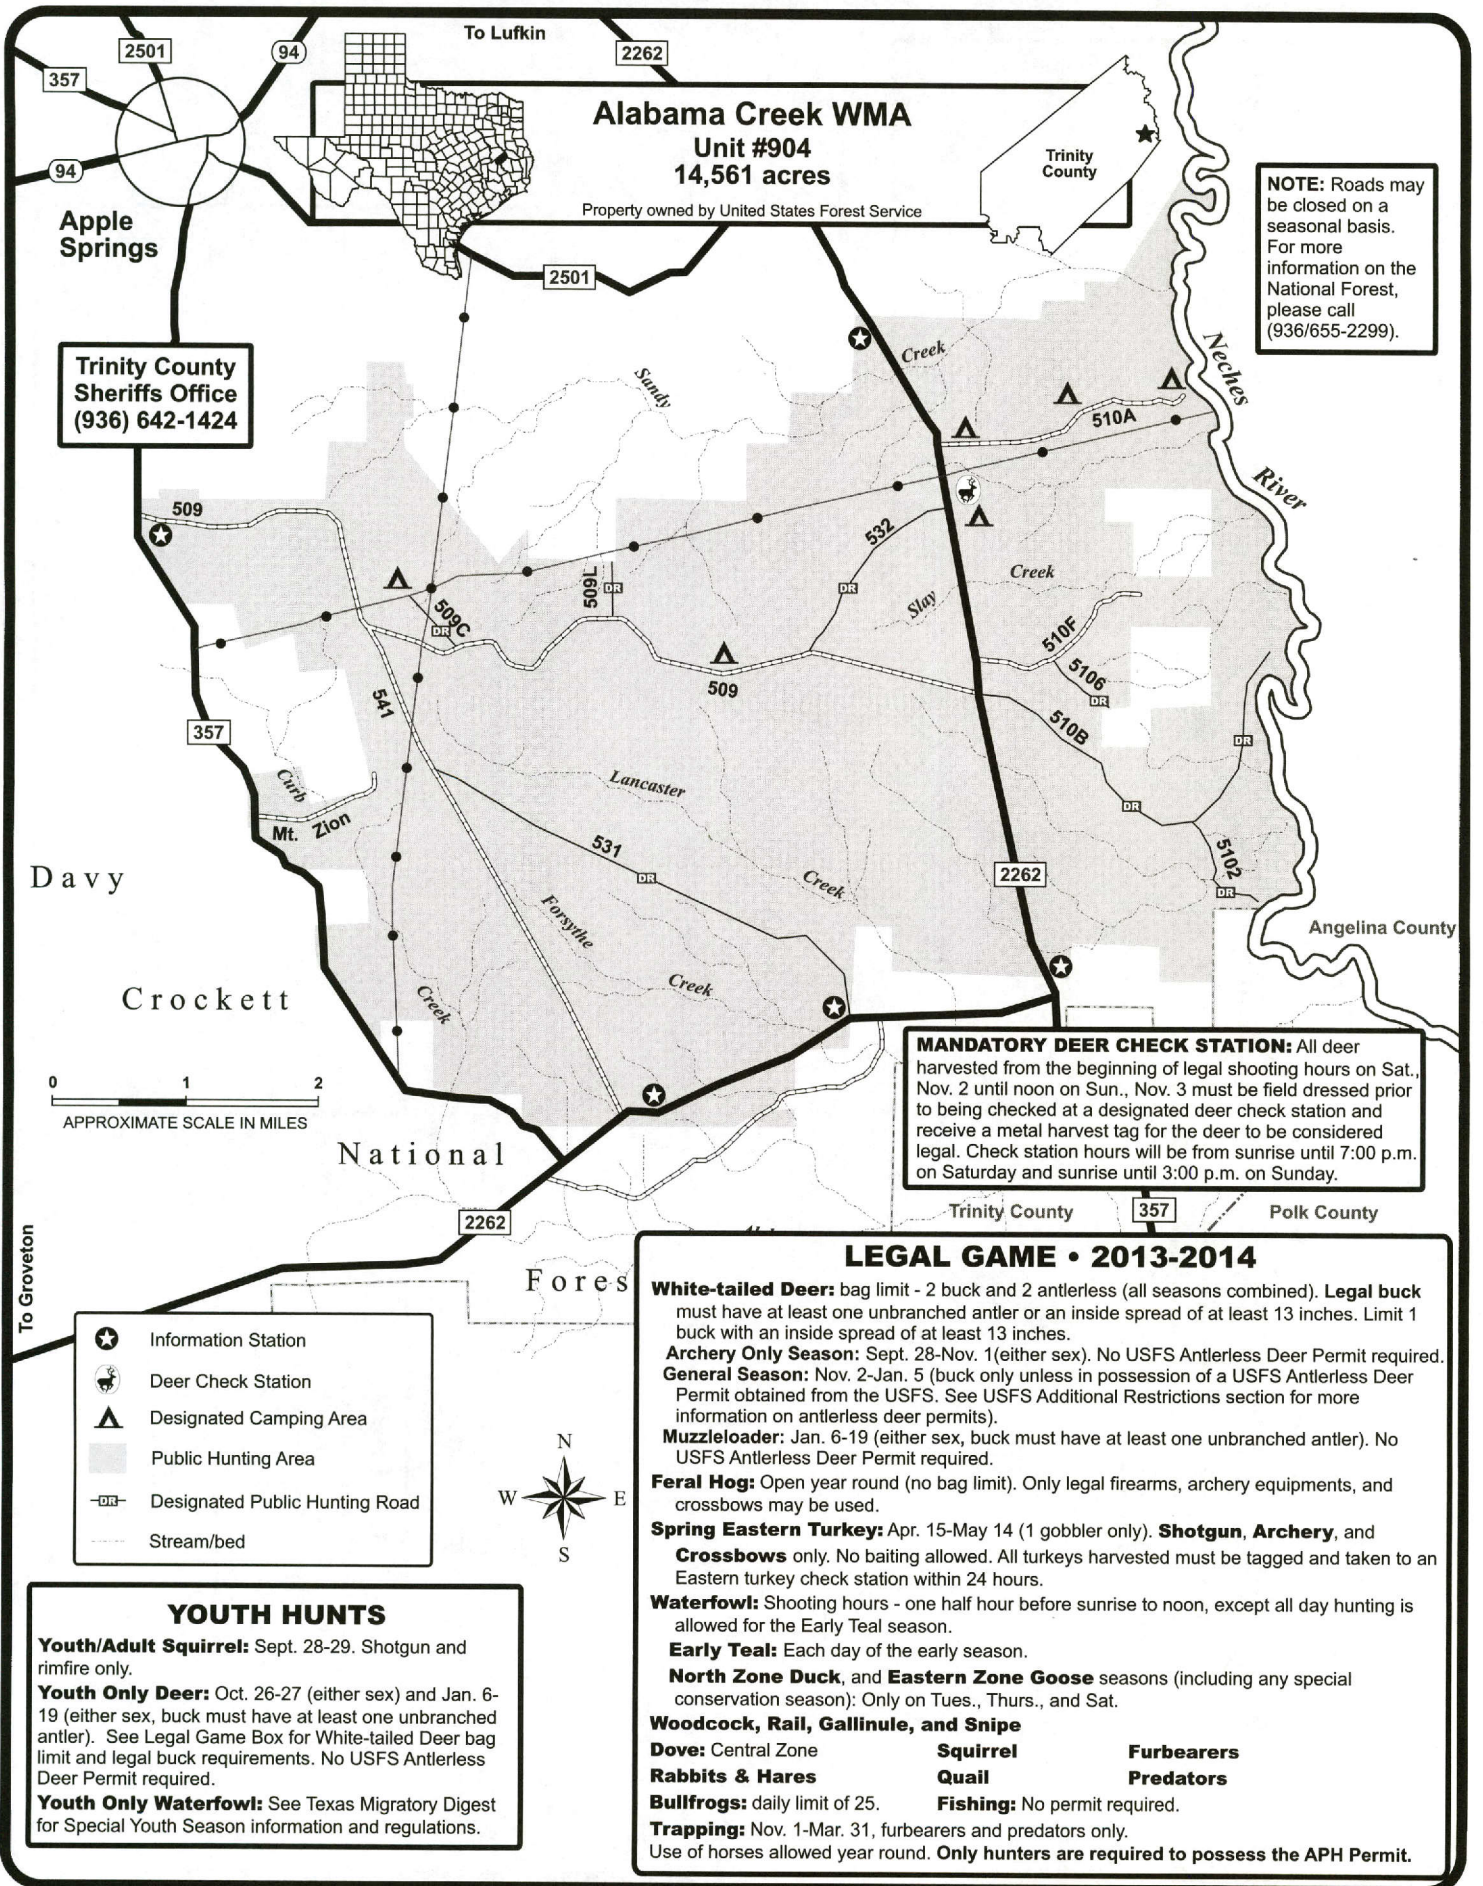 To Lufkin
2501
94
2262
357
94
Apple
Springs
Alabama Creek WMA
Unit #904
14,561 acres
Property owned by United States Forest Service
Trinity
County
2501
NOTE: Roads may
be closed on a
seasonal basis.
For more
information on the
National Forest,
please call
(936/655-2299).
Trinity County
Sheriffs Office
(936) 642-1424
Neches
River
Sandy
Creek
510A
509
532
509L
DR
DR
509C
DR
Slay
Creek
510F
5106
DR
509
541
510B
DR
DR
357
Curb
Mt. Zion
Lancaster
531
DR
Creek
2262
5102
DR
Davy
Forsythe
Creek
Creek
Angelina County
Crockett
0 1 2
APPROXIMATE SCALE IN MILES
MANDATORY DEER CHECK STATION: All deer
harvested from the beginning of legal shooting hours on Sat.,
Nov. 2 until noon on Sun., Nov. 3 must be field dressed prior
to being checked at a designated deer check station and
receive a metal harvest tag for the deer to be considered
legal. Check station hours will be from sunrise until 7:00 p.m.
on Saturday and sunrise until 3:00 p.m. on Sunday.
National
2262
Trinity County
357
Polk County
To Groveton
Fores
Information Station
Deer Check Station
Designated Camping Area
Public Hunting Area
DR Designated Public Hunting Road
Stream/bed
N
W E
S
YOUTH HUNTS
Youth/Adult Squirrel: Sept. 28-29. Shotgun and
rimfire only.
Youth Only Deer: Oct. 26-27 (either sex) and Jan. 6-
19 (either sex, buck must have at least one unbranched
antler). See Legal Game Box for White-tailed Deer bag
limit and legal buck requirements. No USFS Antlerless
Deer Permit required.
Youth Only Waterfowl: See Texas Migratory Digest
for Special Youth Season information and regulations.
LEGAL GAME • 2013-2014
White-tailed Deer: bag limit - 2 buck and 2 antlerless (all seasons combined). Legal buck
must have at least one unbranched antler or an inside spread of at least 13 inches. Limit 1
buck with an inside spread of at least 13 inches.
Archery Only Season: Sept. 28-Nov. 1(either sex). No USFS Antlerless Deer Permit required.
General Season: Nov. 2-Jan. 5 (buck only unless in possession of a USFS Antlerless Deer
Permit obtained from the USFS. See USFS Additional Restrictions section for more
information on antlerless deer permits).
Muzzleloader: Jan. 6-19 (either sex, buck must have at least one unbranched antler). No
USFS Antlerless Deer Permit required.
Feral Hog: Open year round (no bag limit). Only legal firearms, archery equipments, and
crossbows may be used.
Spring Eastern Turkey: Apr. 15-May 14 (1 gobbler only). Shotgun, Archery, and
Crossbows only. No baiting allowed. All turkeys harvested must be tagged and taken to an
Eastern turkey check station within 24 hours.
Waterfowl: Shooting hours - one half hour before sunrise to noon, except all day hunting is
allowed for the Early Teal season.
Early Teal: Each day of the early season.
North Zone Duck, and Eastern Zone Goose seasons (including any special
conservation season): Only on Tues., Thurs., and Sat.
Woodcock, Rail, Gallinule, and Snipe
Dove: Central Zone Squirrel Furbearers
Rabbits & Hares Quail Predators
Bullfrogs: daily limit of 25. Fishing: No permit required.
Trapping: Nov. 1-Mar. 31, furbearers and predators only.
Use of horses allowed year round. Only hunters are required to possess the APH Permit.